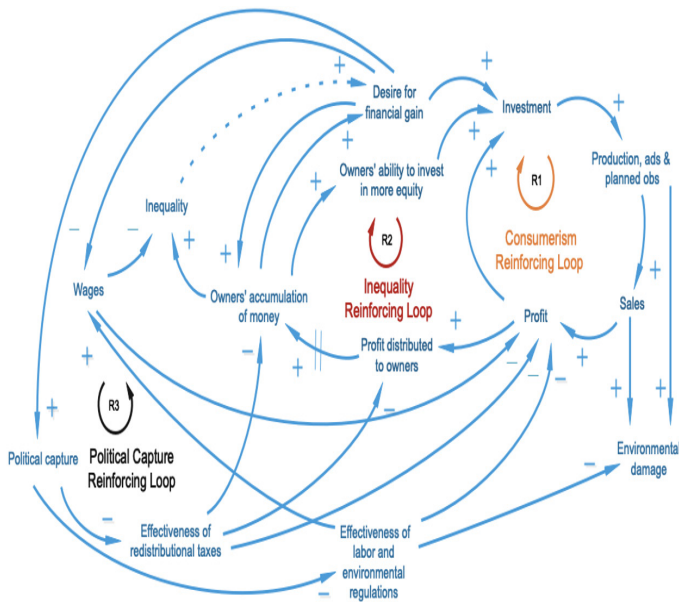 +
Desire for
financial gain
+
Investment
+
+
+
Production, ads &
planned obs
+
Owners' ability to invest
in more equity
+
R1
Inequality
Consumerism
Reinforcing Loop
–
–
+
+
R2
Inequality
Reinforcing Loop
+
Wages
Owners' accumulation
of money
Profit
Sales
+
+
Profit distributed
to owners
–
–
–
–
+
+
+
+
R3
+
–
Political capture
Political Capture
Reinforcing Loop
Environmental
damage
–
–
Effectiveness of
redistributional taxes
Effectiveness of
labor and
environmental
regulations
–